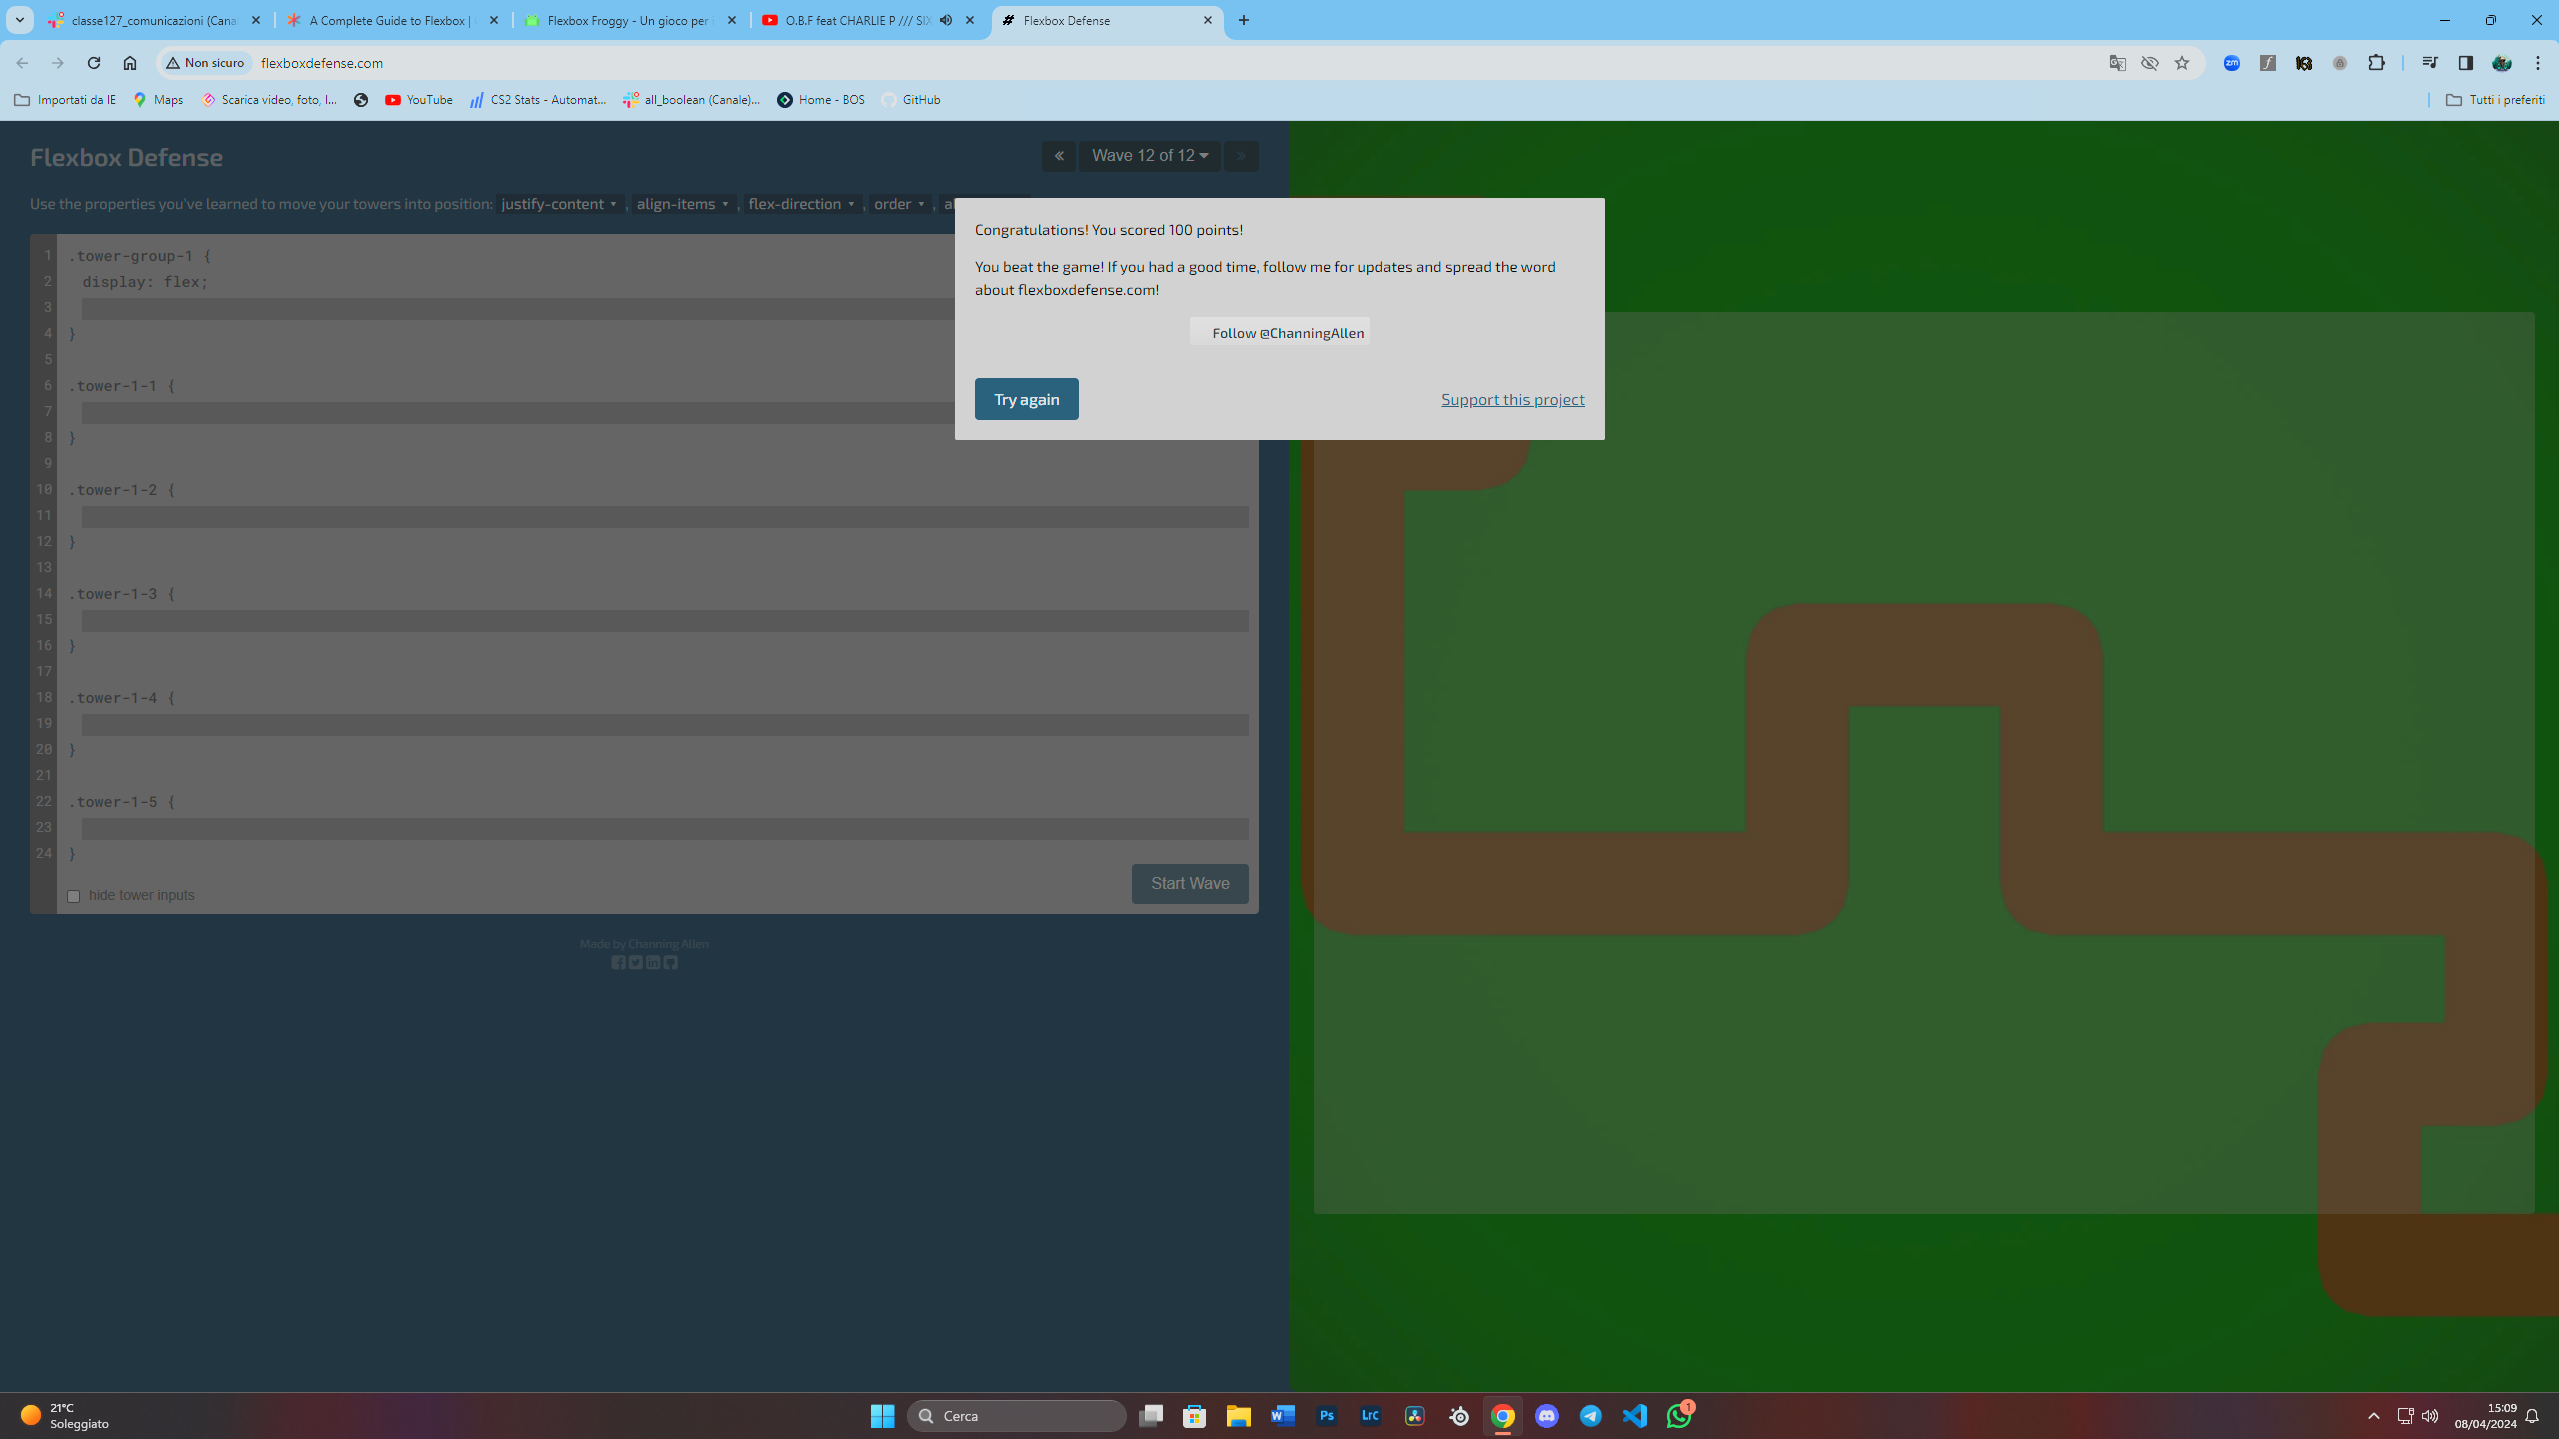 classe127_comunicazioni (Cana
A Complete Guide to Flexbox |
Flexbox Froggy - Un gioco per
O.B.F feat CHARLIE P /// SIX
Flexbox Defense
Non sicuro
flexboxdefense.com
Importati da IE
Maps
Scarica video, foto, I...
YouTube
CS2 Stats - Automat...
all_boolean (Canale)...
Home - BOS
GitHub
Tutti i preferiti
Flexbox Defense
Wave 12 of 12
Use the properties you've learned to move your towers into position: justify-content , align-items , flex-direction , order ,
Congratulations! You scored 100 points!
You beat the game! If you had a good time, follow me for updates and spread the word
about flexboxdefense.com!
Follow @ChanningAllen
Try again
Support this project
1 .tower-group-1 {
2 display: flex;
3
4 }
5
6 .tower-1-1 {
7
8 }
9
10 .tower-1-2 {
11
12 }
13
14 .tower-1-3 {
15
16 }
17
18 .tower-1-4 {
19
20 }
21
22 .tower-1-5 {
23
24 }
hide tower inputs
Start Wave
Made by Channing Allen
21°C
Soleggiato
Cerca
1
15:09
08/04/2024